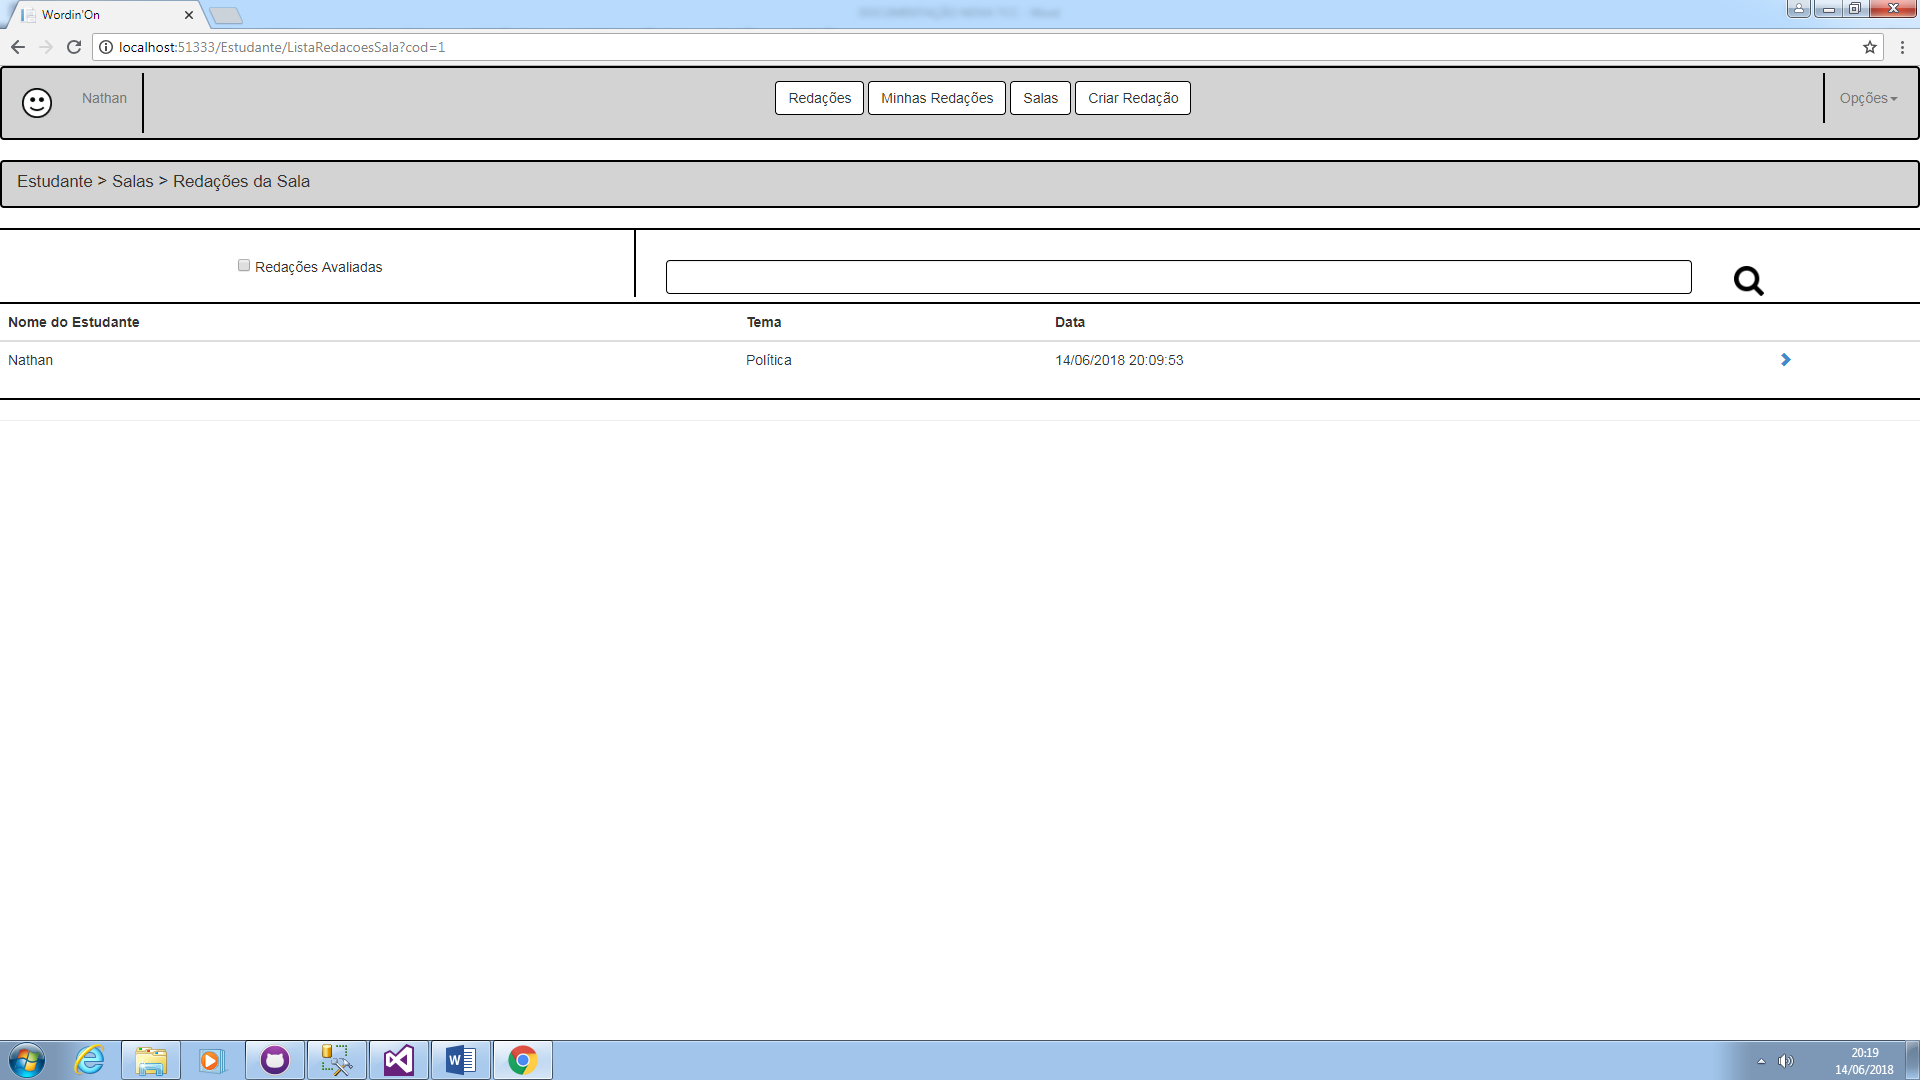 Wordin'On
localhost:51333/Estudante/ListaRedacoesSala?cod=1
Nathan
Redações Minhas Redações Salas Criar Redação
Opções
Estudante > Salas > Redações da Sala
Redações Avaliadas
Nome do Estudante Tema Data
Nathan Política 14/06/2018 20:09:53
20:19
14/06/2018